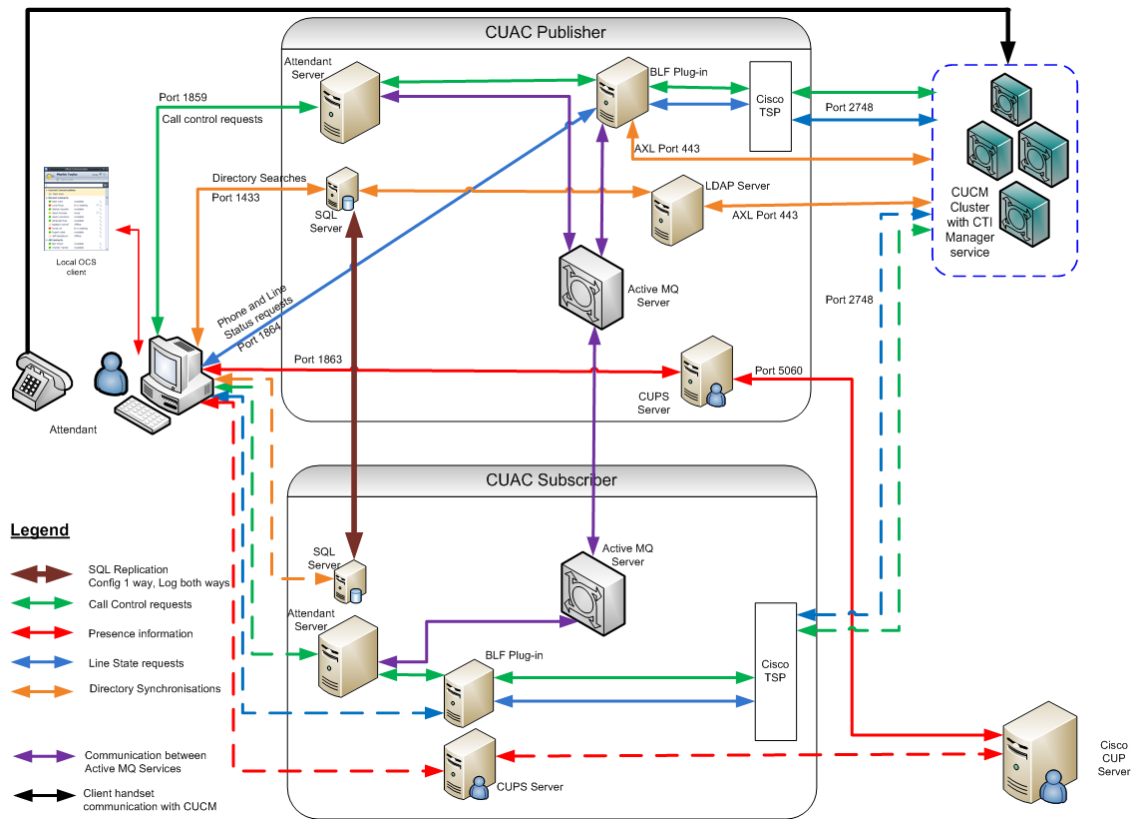 CUAC Publisher
Attendant
Server
BLF Plug-in
Cisco
TSP
Port 1859
Call control requests
Port 2748
AXL Port 443
Directory Searches
Port 1433
SQL
Server
LDAP Server
AXL Port 443
CUCM
Cluster
with CTI
Manager
service
Local OCS
client
Phone and Line
Status requests
Port 1864
Active MQ
Server
Port 2748
Port 1863
Port 5060
CUPS
Server
Attendant
CUAC Subscriber
Legend
SQL Replication
Config 1 way, Log both ways
Call Control requests
Presence information
Line State requests
Directory Synchronisations
Communication between
Active MQ Services
Client handset
communication with CUCM
SQL
Server
Active MQ
Server
Attendant
Server
BLF Plug-in
Cisco
TSP
CUPS Server
Cisco
CUP
Server